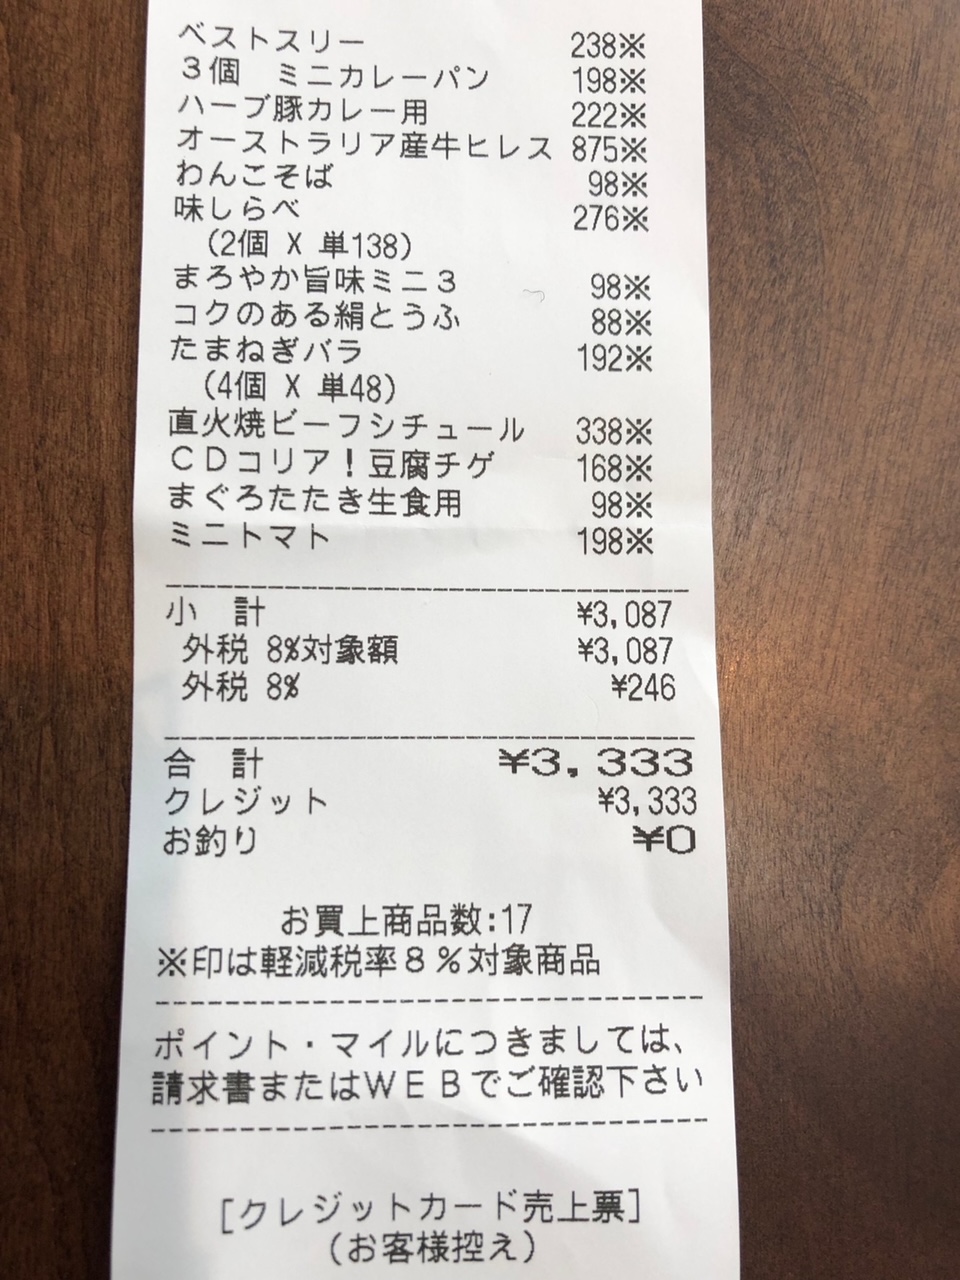 ベストスリー 238※
3個 ミニカレーパン 198※
ハーブ豚カレー用 222※
オーストラリア産牛ヒレス 875※
わんこそば 98※
味しらべ 276※
(2個 X 単138)
まろやか旨味ミニ3 98※
コクのある絹とうふ 88※
たまねぎバラ 192※
(4個 X 単48)
直火焼ビーフシチュール 338※
CDコリア!豆腐チゲ 168※
まぐろたたき生食用 98※
ミニトマト 198※
小 計 ¥3,087
外税 8%対象額 ¥3,087
外税 8% ¥246
合 計 ¥3,333
クレジット ¥3,333
お釣り ¥0
お買上商品数:17
※印は軽減税率8%対象商品
ポイント・マイルにつきましては、
請求書またはWEBでご確認下さい
[クレジットカード売上票]
(お客様控え)